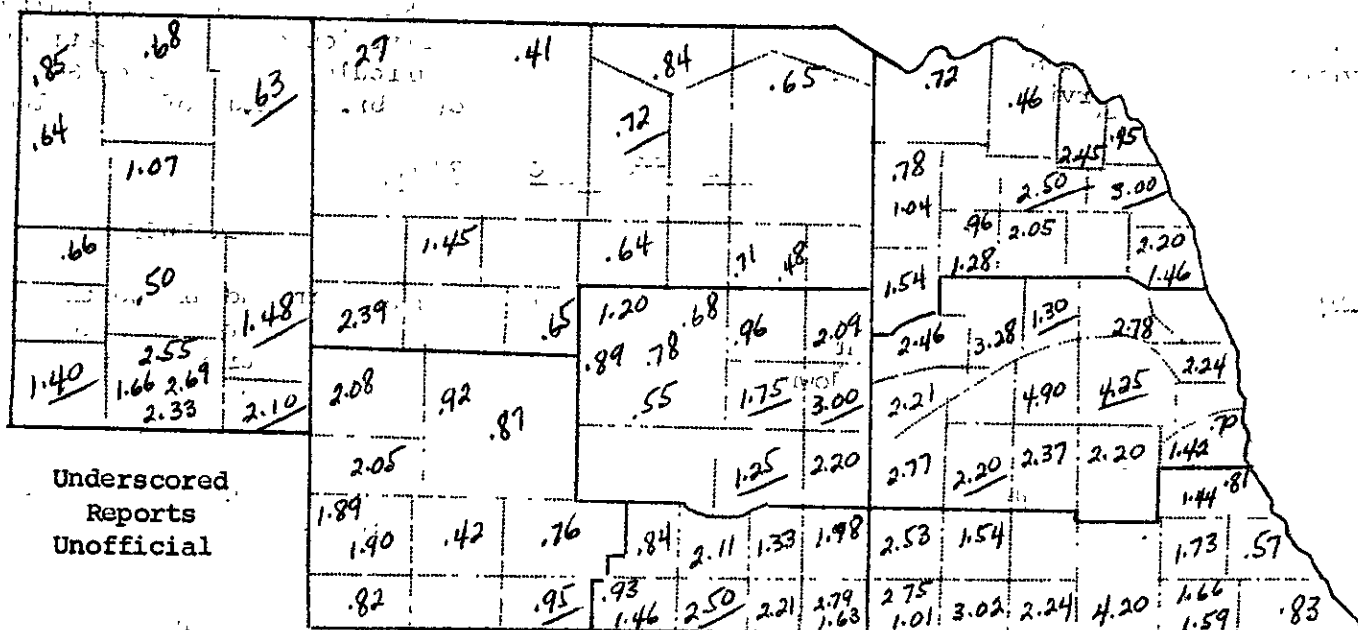 .85 .68 .63 .27 .41 .84 .65 .72 .46
.64 .72 2.45 .95
1.07 .78 2.50 3.00
1.04 .96 2.05
.66 1.45 .64 .71 .48 1.28 2.20
.50 1.54 1.46
1.48 2.39 .65 1.20 .68 .96 2.09 2.46 3.28 1.30 2.78
2.55 .89 .78 2.24
1.40 1.66 2.69 2.08 .92 .55 1.75 3.00 2.21 4.90 4.25
2.33 2.10 .87 .70
2.05 1.25 2.20 2.77 2.20 2.37 2.20 1.42
Underscored
Reports
Unofficial
1.89 1.44 .81
1.90 .42 .76 .84 2.11 1.33 1.98 2.53 1.54 1.73 .57
.82 .95 .93 2.50 2.21 2.79 2.75 3.02 2.24 4.20 1.66 .83
1.46 1.63 1.01 1.59